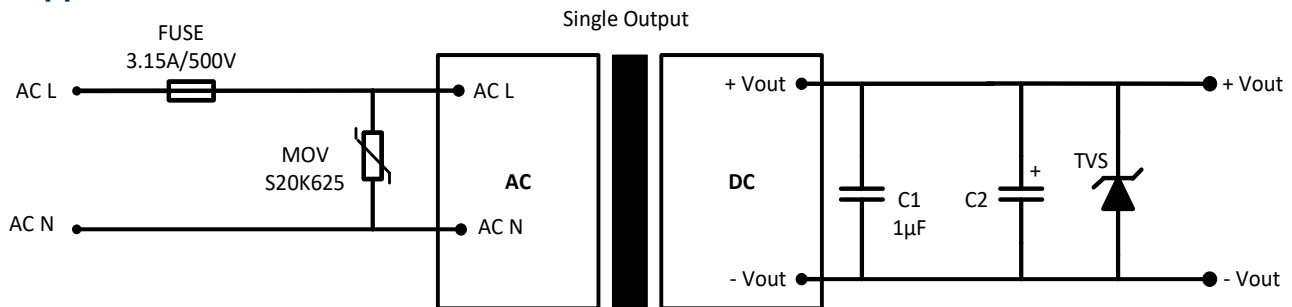 Single Output
FUSE
3.15A/500V
AC L
AC L
+ Vout
+ Vout
MOV
S20K625
AC
DC
C1
1µF
C2
+
TVS
AC N
AC N
- Vout
- Vout